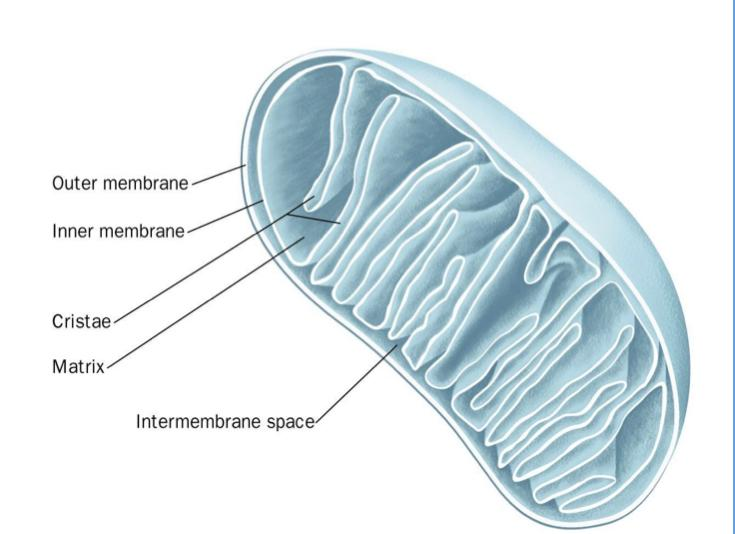 Outer membrane
Inner membrane
Cristae
Matrix
Intermembrane space